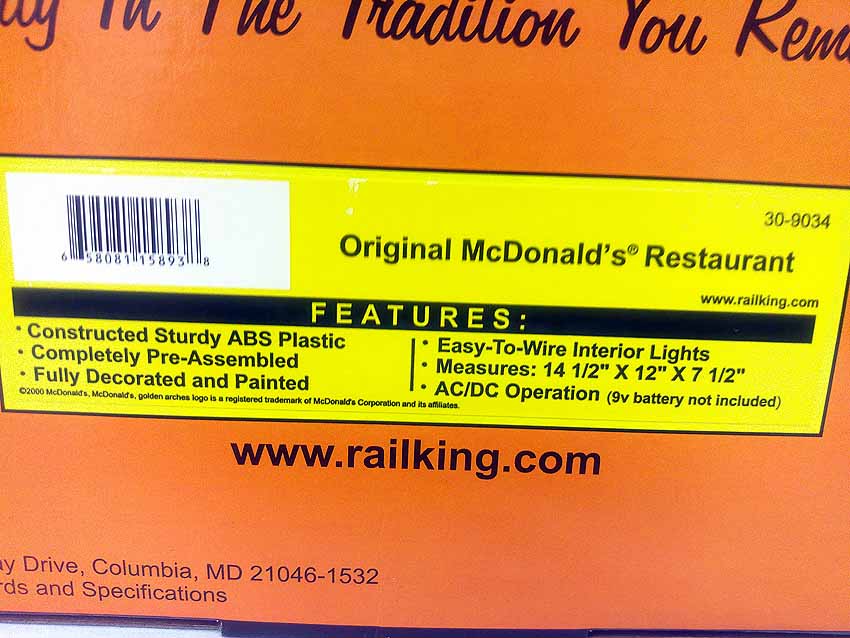 In The Tradition You
30-9034
Original McDonald's® Restaurant
6 58081 15893 8
www.railking.com
FEATURES:
• Constructed Sturdy ABS Plastic
• Completely Pre-Assembled
• Fully Decorated and Painted
• Easy-To-Wire Interior Lights
• Measures: 14 1/2" X 12" X 7 1/2"
• AC/DC Operation (9v battery not included)
©2000 McDonald's, McDonald's, golden arches logo is a registered trademark of McDonald's Corporation and its affiliates.
www.railking.com
Drive, Columbia, MD 21046-1532
and Specifications